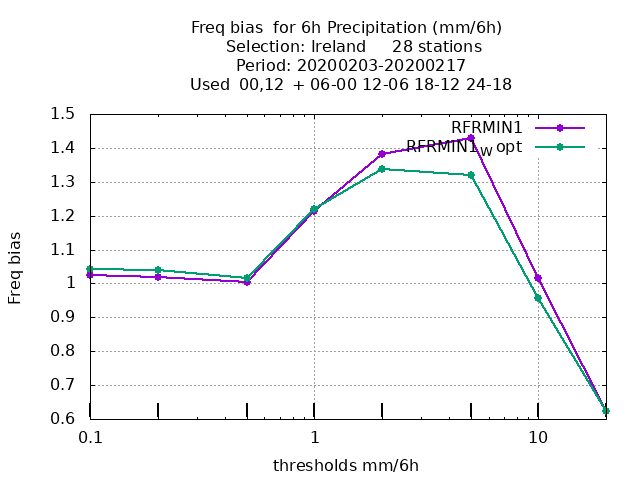 Freq bias  for 6h Precipitation (mm/6h)
Selection: Ireland     28 stations
Period: 20200203-20200217
Used  00,12  + 06-00 12-06 18-12 24-18
RFRMIN1
RFRMIN1w opt
1.5
1.4
1.3
1.2
1.1
1
0.9
0.8
0.7
0.6
Freq bias
0.1
1
10
thresholds mm/6h